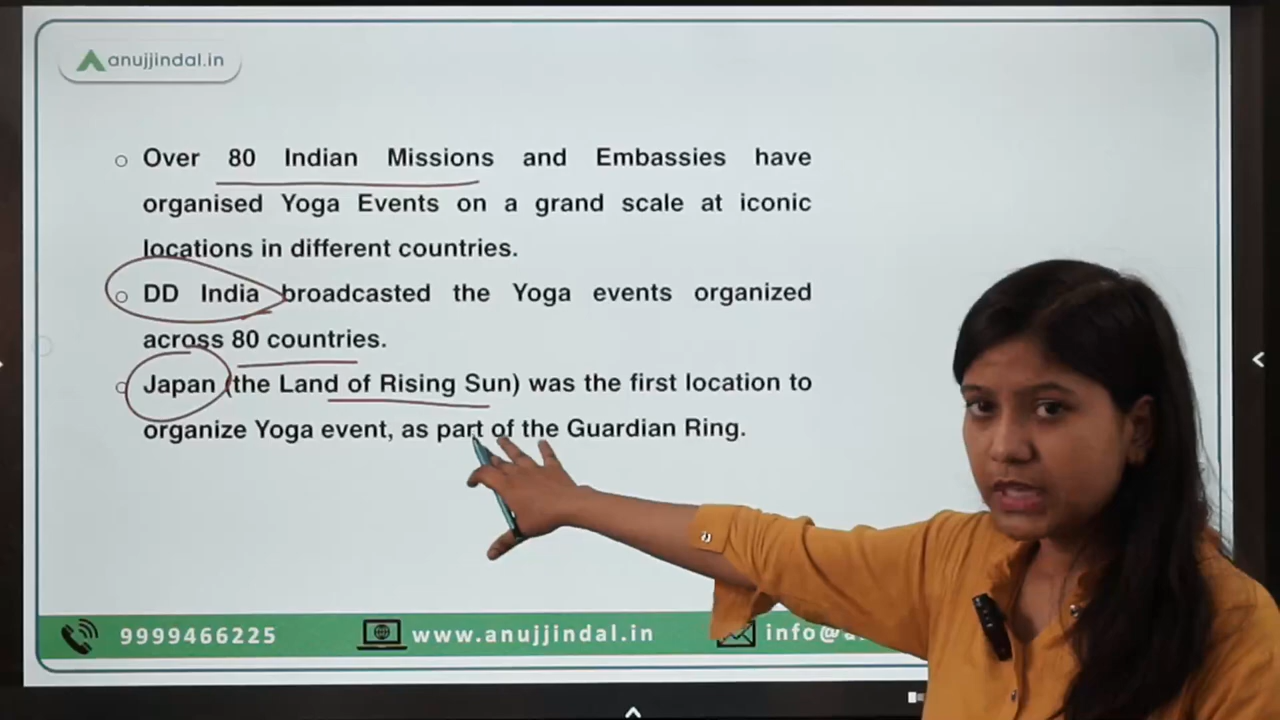 anujjindal.in
Over 80 Indian Missions and Embassies have
organised Yoga Events on a grand scale at iconic
locations in different countries.
DD India broadcasted the Yoga events organized
across 80 countries.
Japan (the Land of Rising Sun) was the first location to
organize Yoga event, as part of the Guardian Ring.
9999466225
www.anujjindal.in
info@a